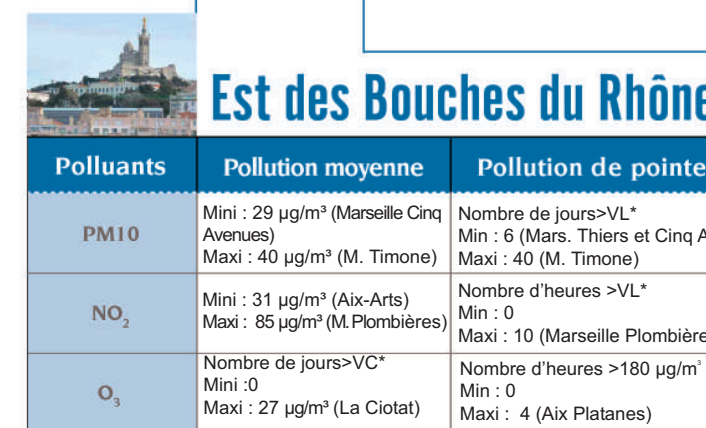 Est des Bouches du Rhône
Polluants Pollution moyenne Pollution de pointe
PM10
Mini : 29 µg/m³ (Marseille Cinq
Avenues)
Maxi : 40 µg/m³ (M. Timone)
Nombre de jours>VL*
Min : 6 (Mars. Thiers et Cinq
Maxi : 40 (M. Timone)
NO₂
Mini : 31 µg/m³ (Aix-Arts)
Maxi : 85 µg/m³ (M. Plombières)
Nombre d’heures >VL*
Min : 0
Maxi : 10 (Marseille Plombière
O₃
Nombre de jours>VC*
Mini :0
Maxi : 27 µg/m³ (La Ciotat)
Nombre d’heures >180 µg/m³
Min : 0
Maxi : 4 (Aix Platanes)